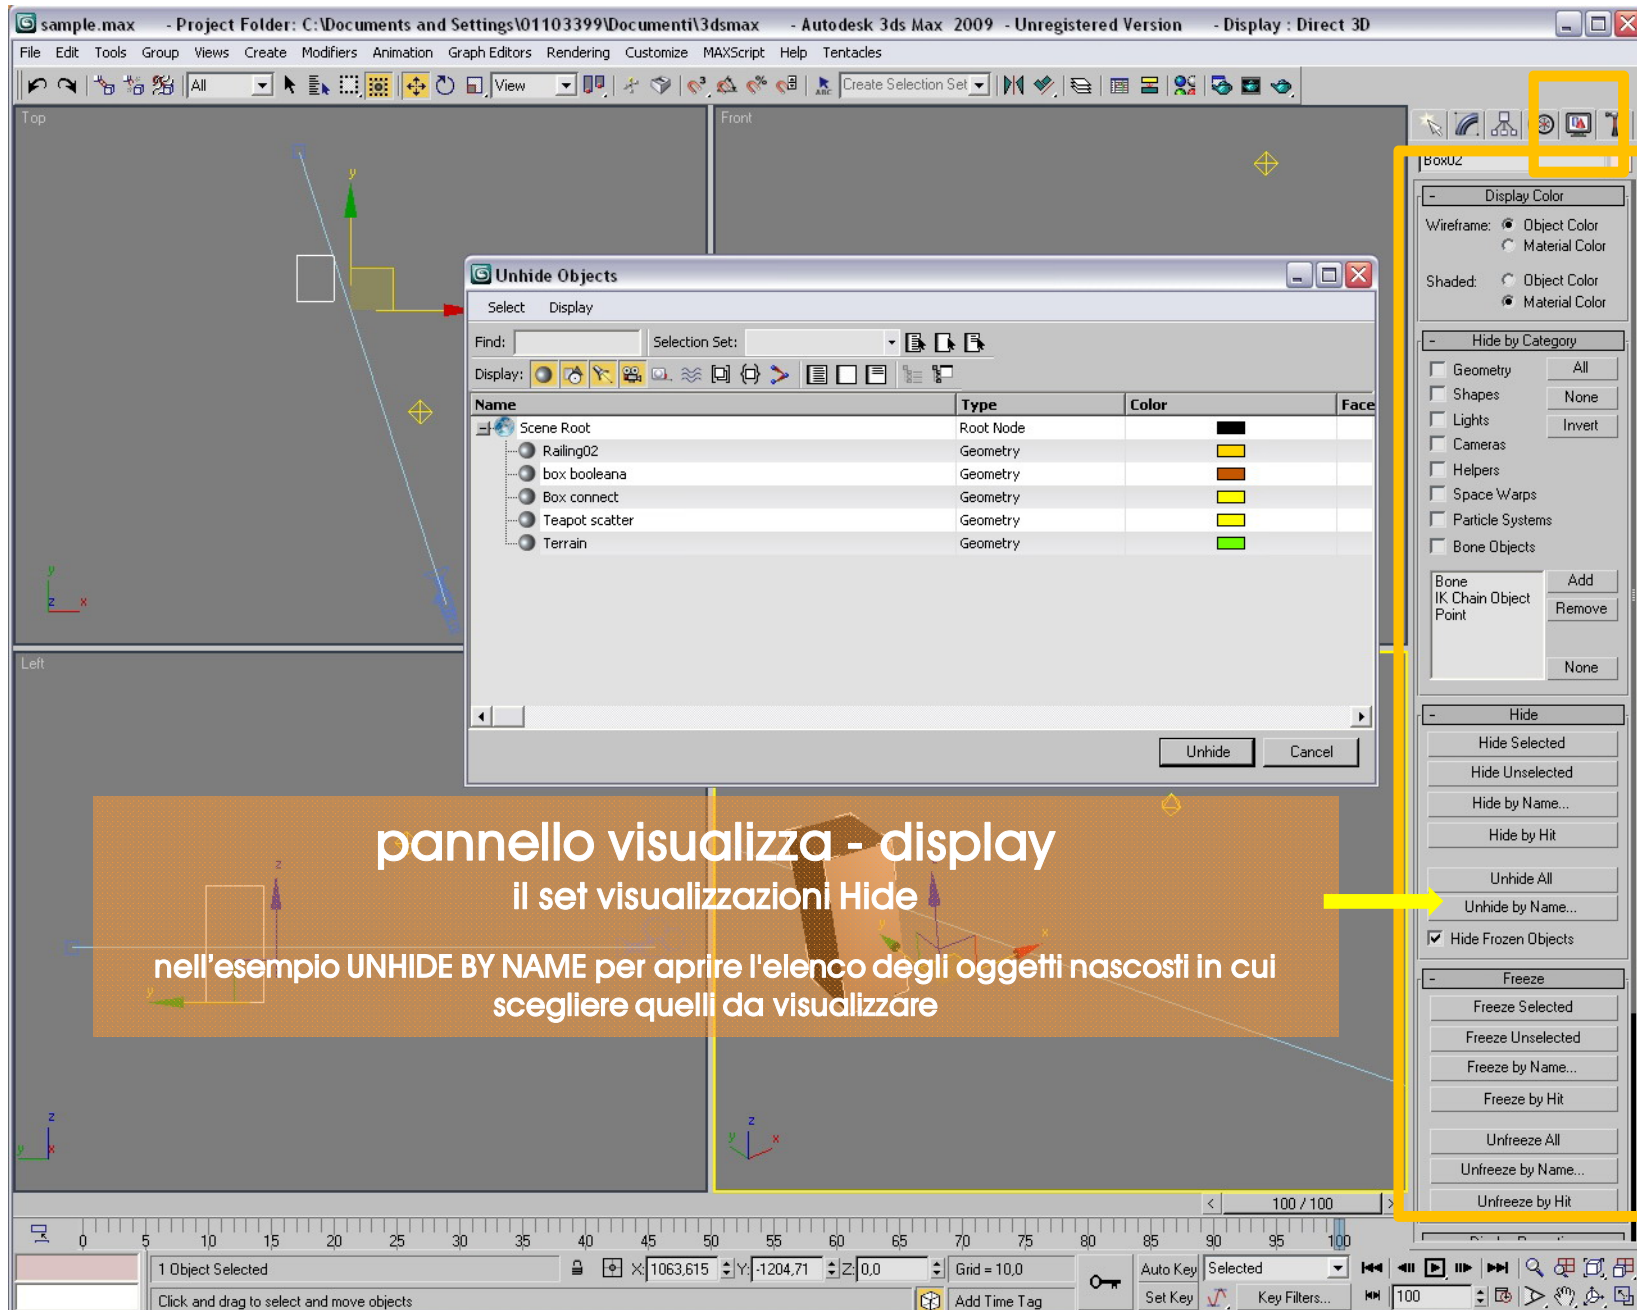 sample.max - Project Folder: C:\Documents and Settings\01103399\Documenti\3dsmax - Autodesk 3ds Max 2009 - Unregistered Version - Display : Direct 3D
File Edit Tools Group Views Create Modifiers Animation Graph Editors Rendering Customize MAXScript Help Tentacles
All View Create Selection Set
Top
Front
Box02
Display Color
Wireframe: Object Color
Material Color
Shaded: Object Color
Material Color
Hide by Category
Geometry All
Shapes None
Lights Invert
Cameras
Helpers
Space Warps
Particle Systems
Bone Objects
Bone Add
IK Chain Object
Point Remove
None
Hide
Hide Selected
Hide Unselected
Hide by Name...
Hide by Hit
Unhide All
Unhide by Name...
Hide Frozen Objects
Freeze
Freeze Selected
Freeze Unselected
Freeze by Name...
Freeze by Hit
Unfreeze All
Unfreeze by Name...
Unfreeze by Hit
Unhide Objects
Select Display
Find: Selection Set:
Display:
Name Type Color Face
Scene Root Root Node
Railing02 Geometry
box booleana Geometry
Box connect Geometry
Teapot scatter Geometry
Terrain Geometry
Unhide Cancel
Left
pannello visualizza - display
il set visualizzazioni Hide
nell'esempio UNHIDE BY NAME per aprire l'elenco degli oggetti nascosti in cui
scegliere quelli da visualizzare
y
x
z
y
z x
z
y
x
z
y x
z
y x
< 100 / 100 >
0 5 10 15 20 25 30 35 40 45 50 55 60 65 70 75 80 85 90 95 100
1 Object Selected X: 1063,615 Y: -1204,71 Z: 0,0 Grid = 10,0 Auto Key Selected
Click and drag to select and move objects Add Time Tag Set Key Key Filters... 100